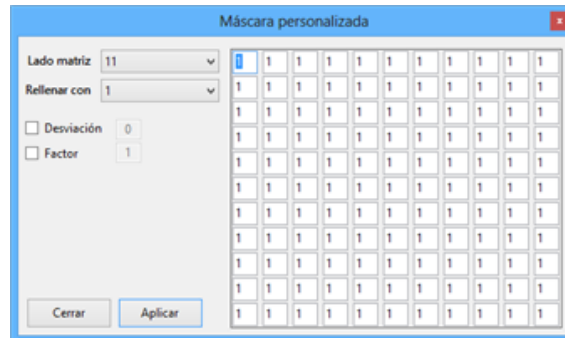 Máscara personalizada
x
Lado matriz 11
Rellenar con 1
Desviación 0
Factor 1
Cerrar Aplicar
1 1 1 1 1 1 1 1 1 1 1
1 1 1 1 1 1 1 1 1 1 1
1 1 1 1 1 1 1 1 1 1 1
1 1 1 1 1 1 1 1 1 1 1
1 1 1 1 1 1 1 1 1 1 1
1 1 1 1 1 1 1 1 1 1 1
1 1 1 1 1 1 1 1 1 1 1
1 1 1 1 1 1 1 1 1 1 1
1 1 1 1 1 1 1 1 1 1 1
1 1 1 1 1 1 1 1 1 1 1
1 1 1 1 1 1 1 1 1 1 1